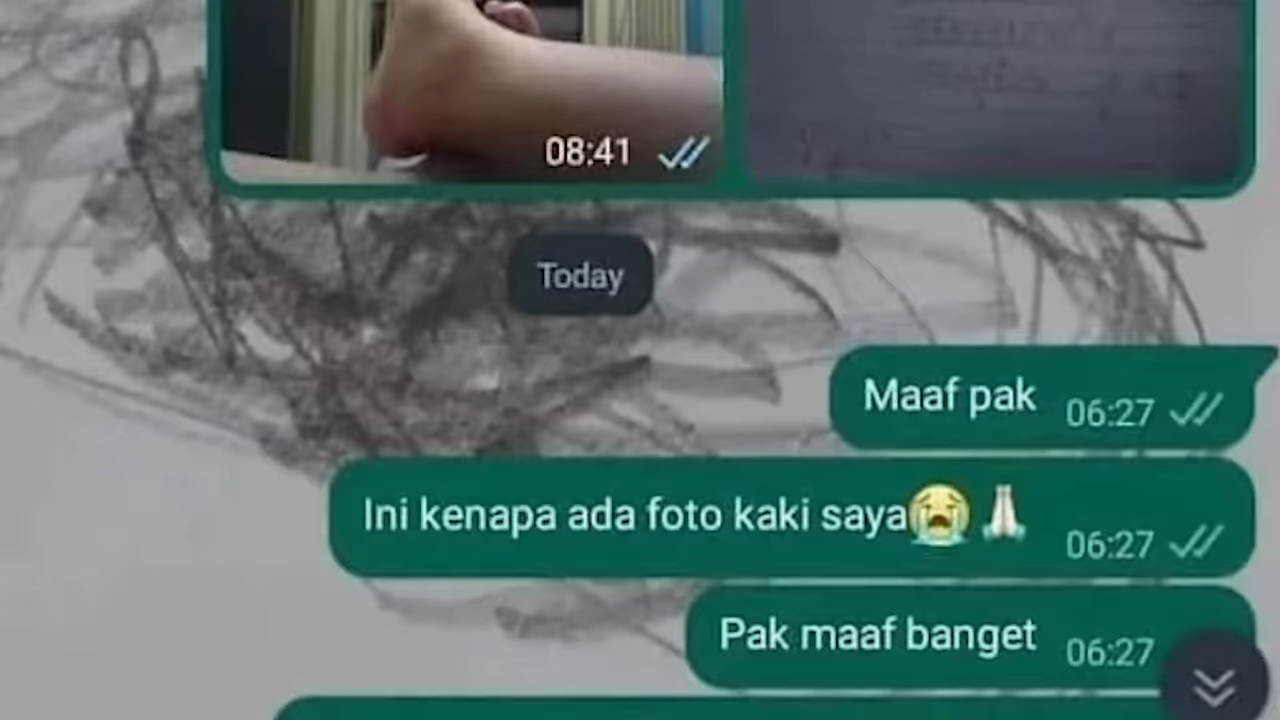 08:41
Today
Maaf pak 06:27
Ini kenapa ada foto kaki saya😭🙏🏻 06:27
Pak maaf banget 06:27